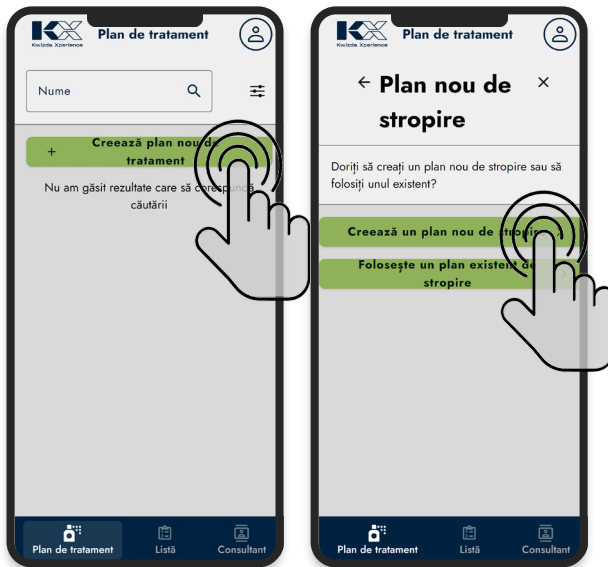 KX
Kwizda Xperience
Plan de tratament
Nume
+ Creează plan nou de
tratament
Nu am găsit rezultate care să corespundă
căutării
Plan de tratament
Listă
Consultant
KX
Kwizda Xperience
Plan de tratament
← Plan nou de ×
stropire
Doriți să creați un plan nou de stropire sau să
folosiți unul existent?
Creează un plan nou de stropire
Folosește un plan existent de
stropire
Plan de tratament
Listă
Consultant